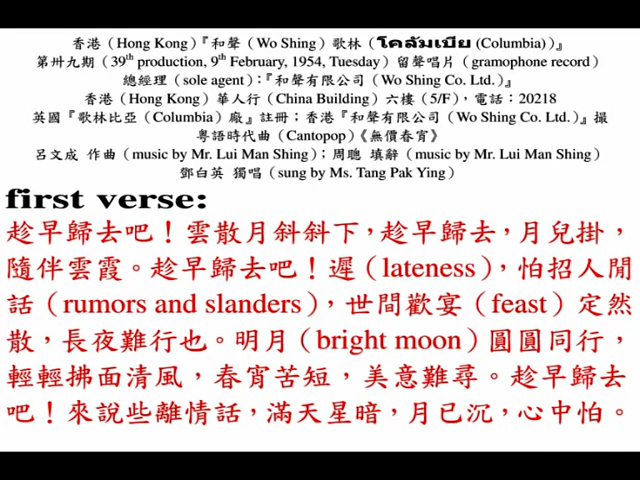 香港（Hong Kong）『和聲（Wo Shing）歌林（โคลัมเบีย (Columbia)）』
第卅九期（39th production, 9th February, 1954, Tuesday）留聲唱片（gramophone record）
總經理（sole agent）：『和聲有限公司（Wo Shing Co. Ltd.）』
香港（Hong Kong）華人行（China Building）六樓（5/F），電話：20218
英國『歌林比亞（Columbia）廠』註冊；香港『和聲有限公司（Wo Shing Co. Ltd.）』撮
粵語時代曲（Cantopop）《無價春宵》
呂文成 作曲（music by Mr. Lui Man Shing）；周聰 填辭（music by Mr. Lui Man Shing）
鄧白英 獨唱（sung by Ms. Tang Pak Ying）
first verse:
趁早歸去吧！雲散月斜斜下，趁早歸去，月兒掛，
隨伴雲霞。趁早歸去吧！遲（lateness），怕招人閒
話（rumors and slanders），世間歡宴（feast）定然
散，長夜難行也。明月（bright moon）圓圓同行，
輕輕拂面清風，春宵苦短，美意難尋。趁早歸去
吧！來說些離情話，滿天星暗，月已沉，心中怕。